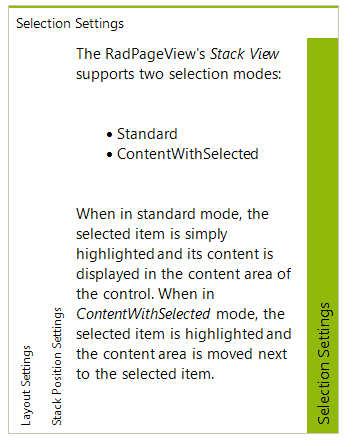 Selection Settings
The RadPageView's Stack View
supports two selection modes:
• Standard
• ContentWithSelected
When in standard mode, the
selected item is simply
highlighted and its content is
displayed in the content area of
the control. When in
ContentWithSelected mode, the
selected item is highlighted and
the content area is moved next
to the selected item.
Layout Settings
Stack Position Settings
Selection Settings